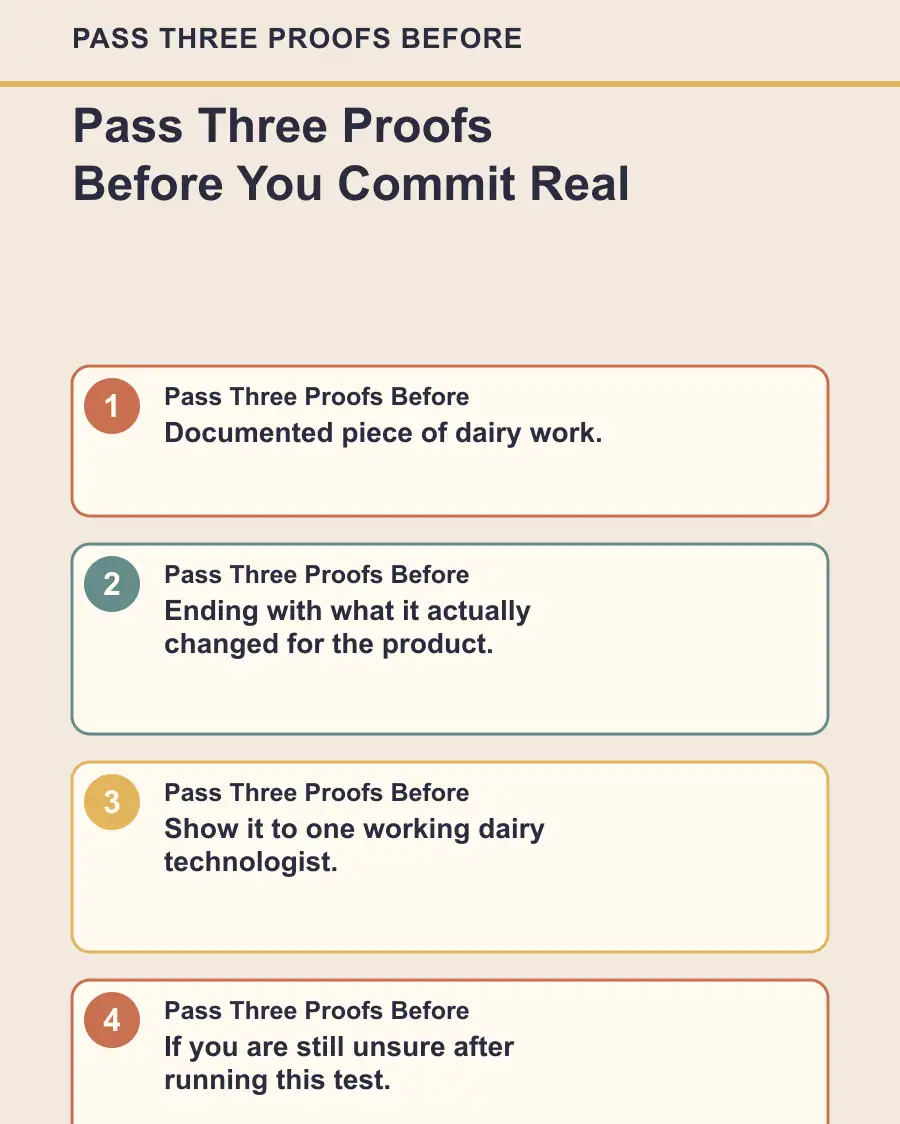 PASS THREE PROOFS BEFORE
Pass Three Proofs
Before You Commit Real
1
Pass Three Proofs Before
Documented piece of dairy work.
2
Pass Three Proofs Before
Ending with what it actually
changed for the product.
3
Pass Three Proofs Before
Show it to one working dairy
technologist.
4
Pass Three Proofs Before
If you are still unsure after
running this test.